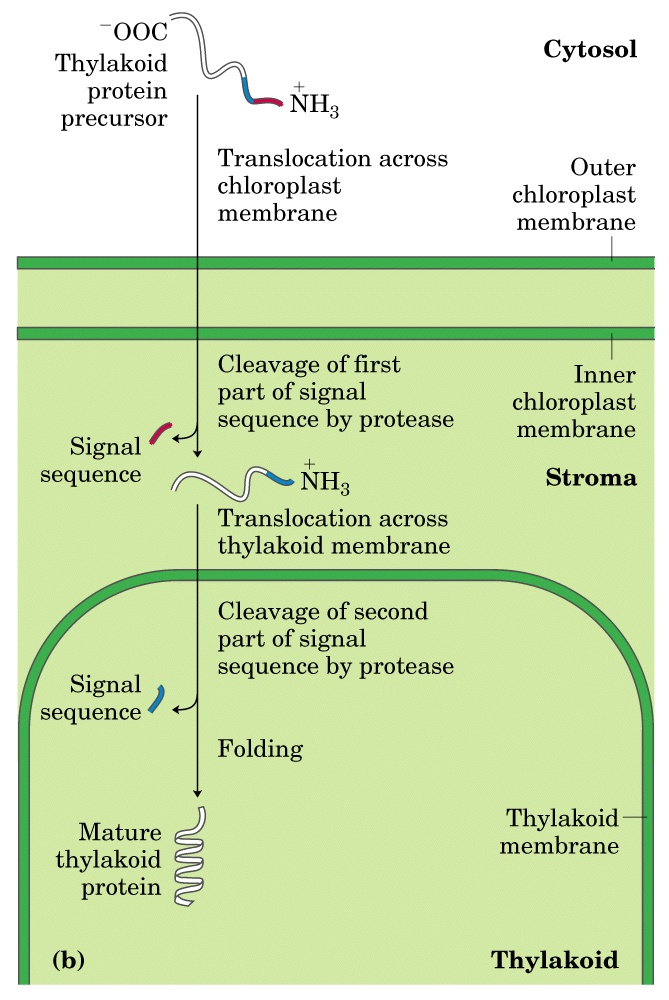 ⁻OOC
Thylakoid
protein
precursor
N⁺H₃
Cytosol
Translocation across
chloroplast
membrane
Outer
chloroplast
membrane
Cleavage of first
part of signal
sequence by protease
Inner
chloroplast
membrane
Signal
sequence
N⁺H₃
Stroma
Translocation across
thylakoid membrane
Cleavage of second
part of signal
sequence by protease
Signal
sequence
Folding
Mature
thylakoid
protein
Thylakoid
membrane
(b)
Thylakoid